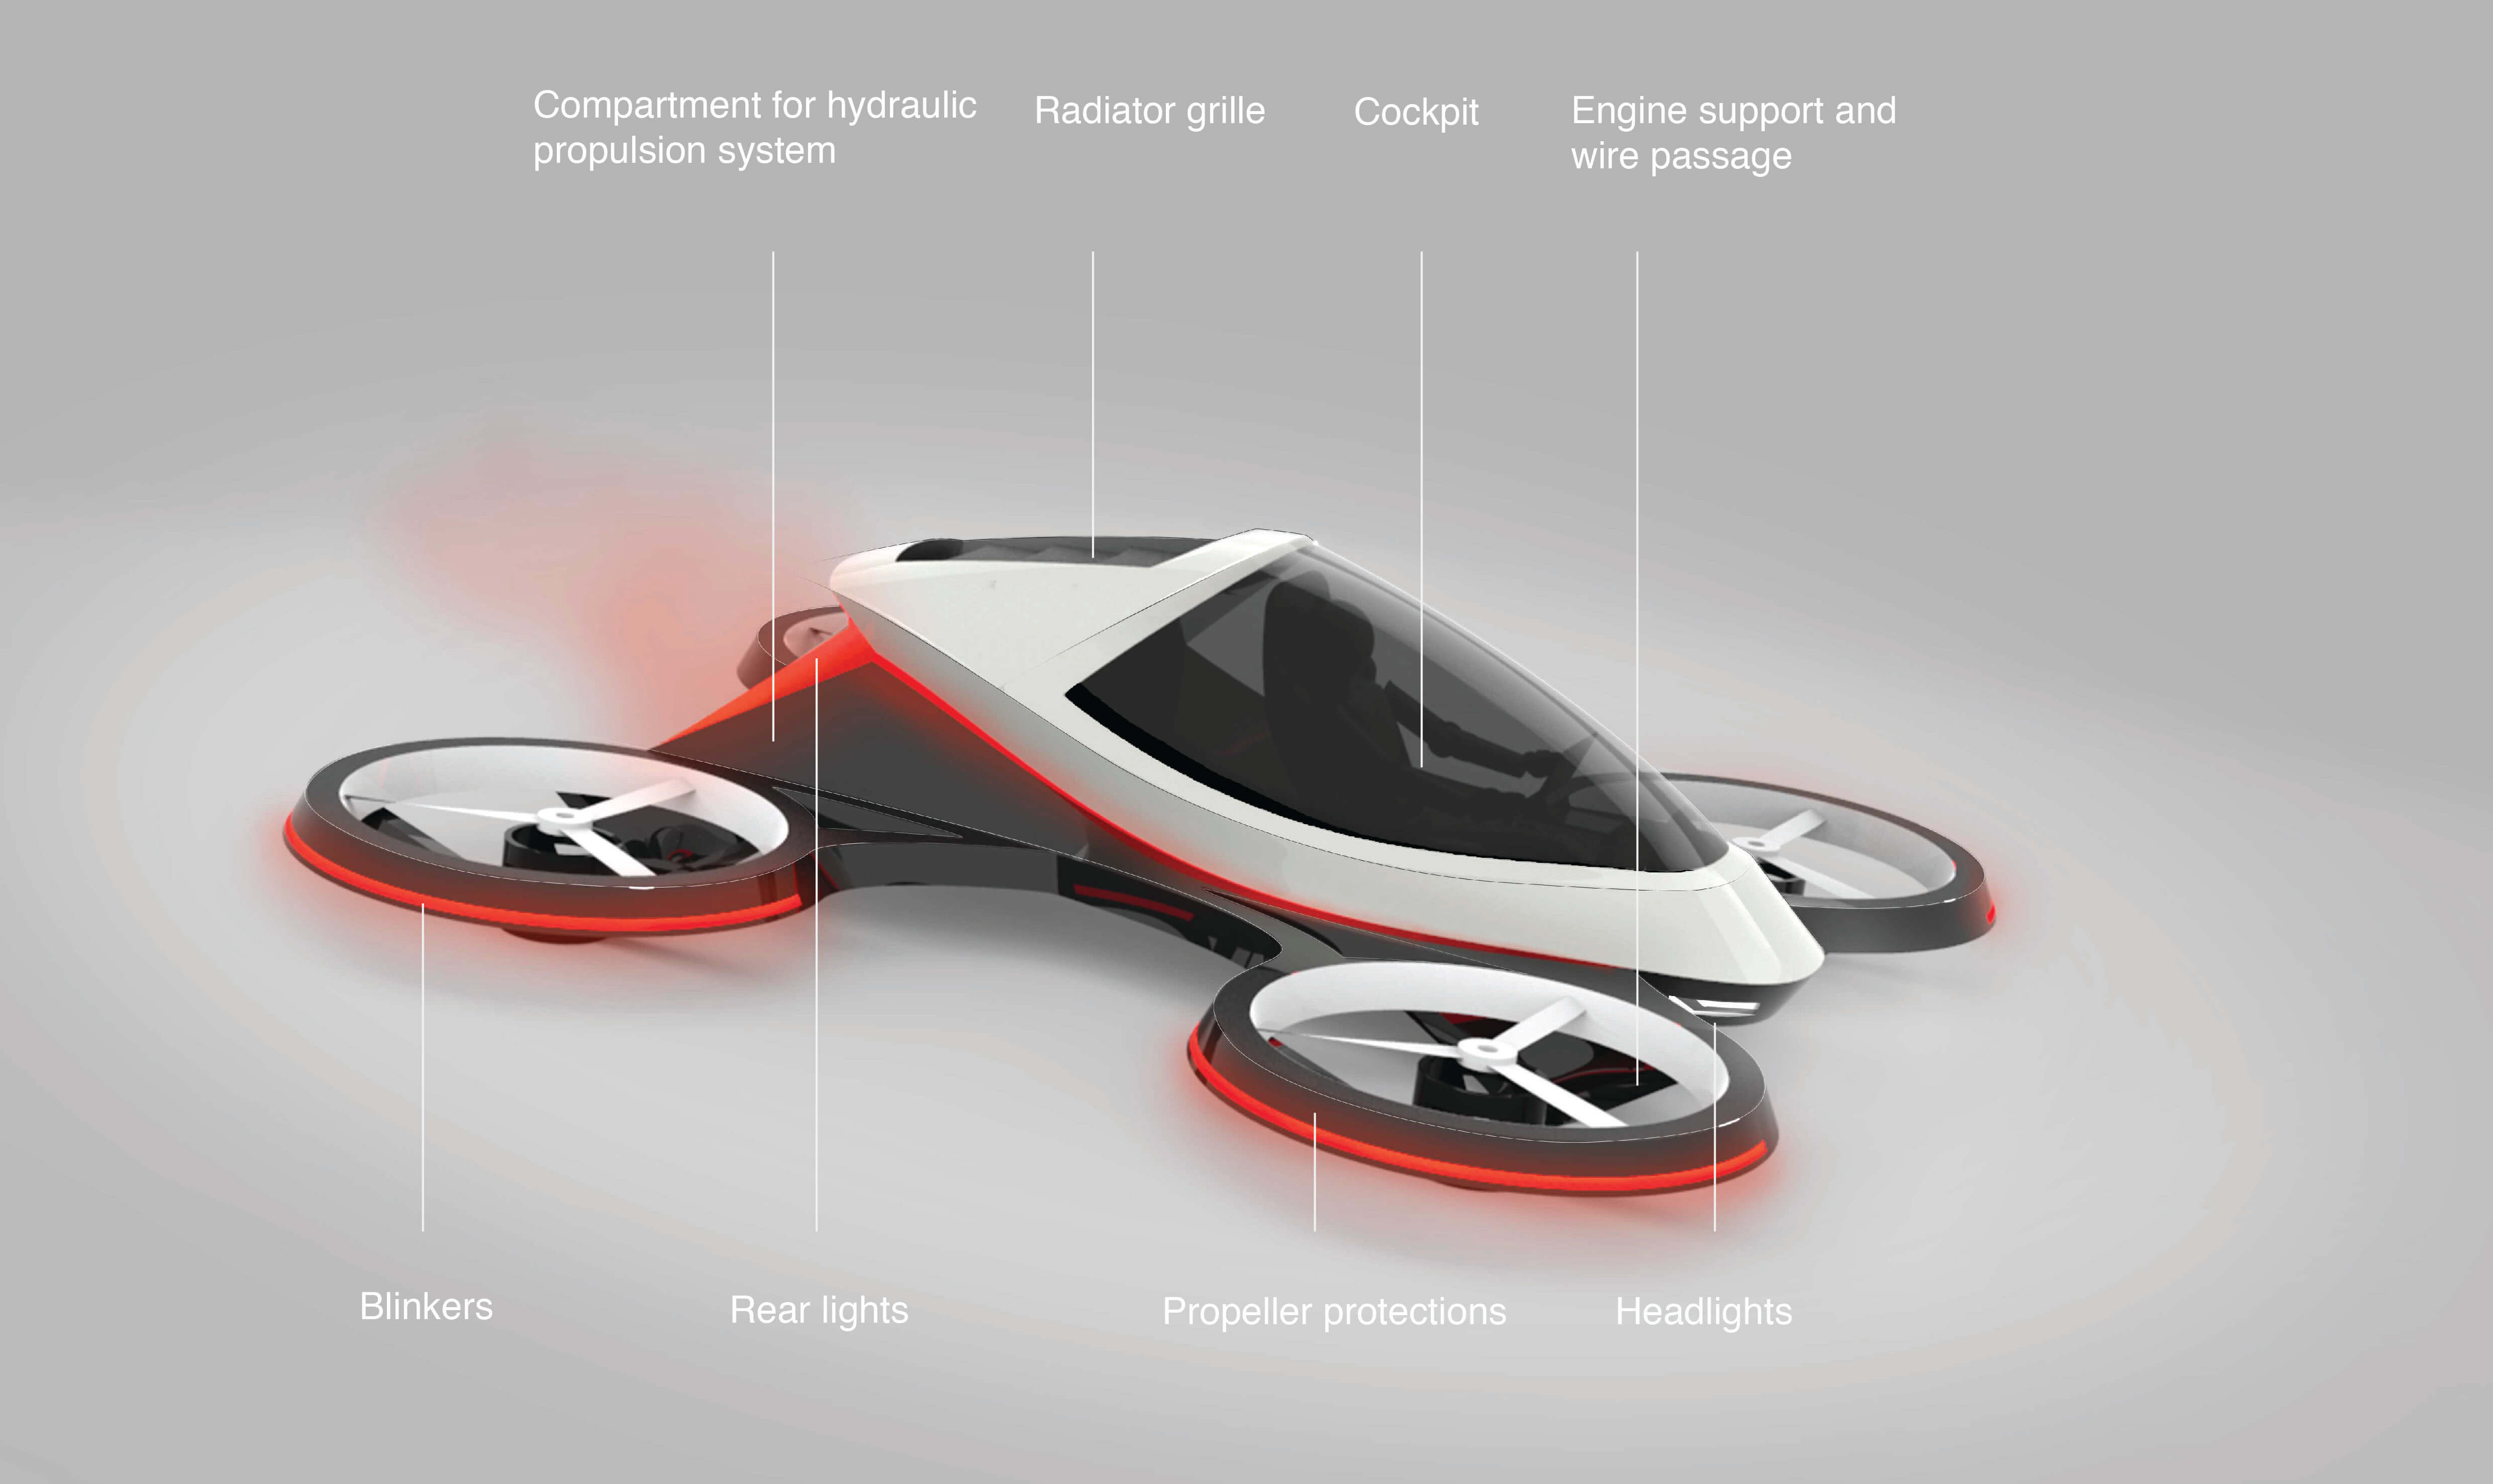 Compartment for hydraulic
propulsion system
Radiator grille
Cockpit
Engine support and
wire passage
Blinkers
Rear lights
Propeller protections
Headlights